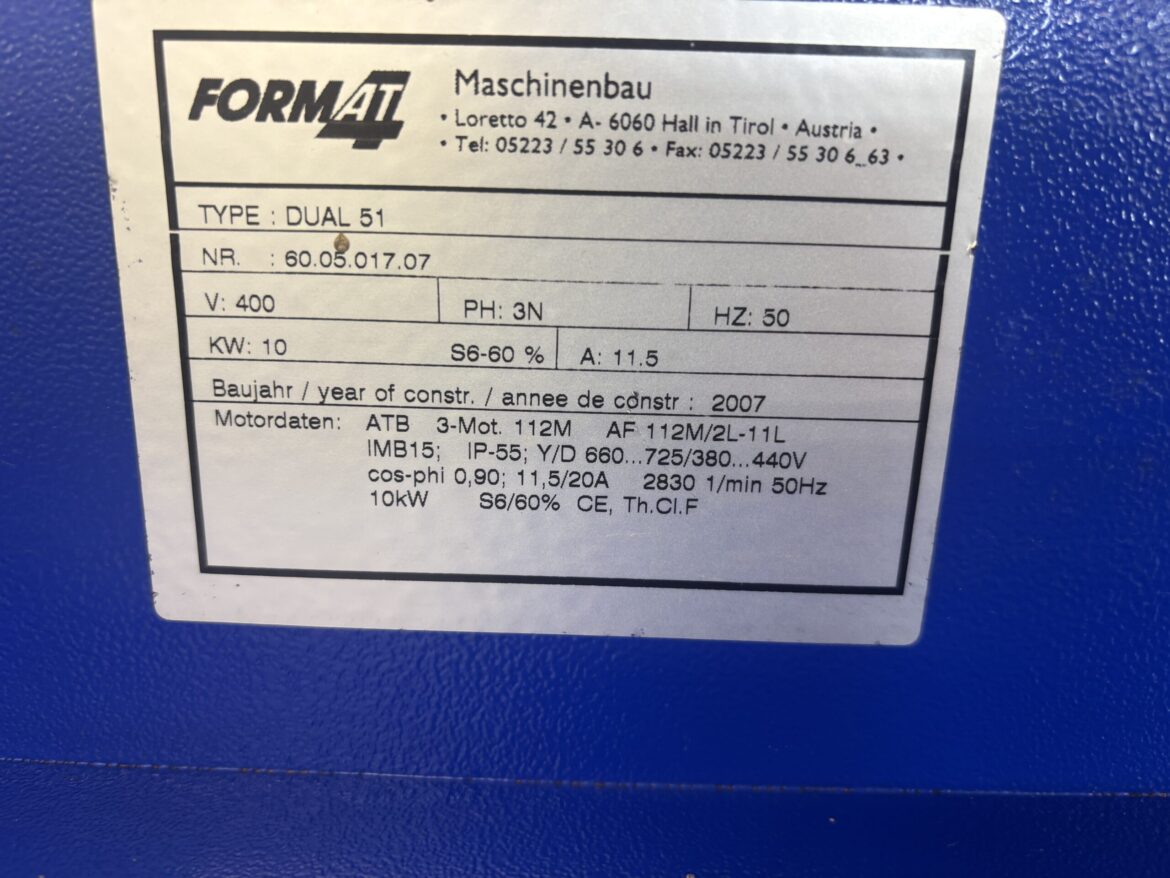 FORMAT 4
Maschinenbau
• Loretto 42 • A- 6060 Hall in Tirol • Austria •
• Tel: 05223 / 55 30 6 • Fax: 05223 / 55 30 6_63 •
TYPE : DUAL 51
NR. : 60.05.017.07
V: 400 PH: 3N HZ: 50
KW: 10 S6-60 % A: 11.5
Baujahr / year of constr. / annee de constr : 2007
Motordaten: ATB 3-Mot. 112M AF 112M/2L-11L
IMB15; IP-55; Y/D 660...725/380...440V
cos-phi 0,90; 11,5/20A 2830 1/min 50Hz
10kW S6/60% CE, Th.Cl.F